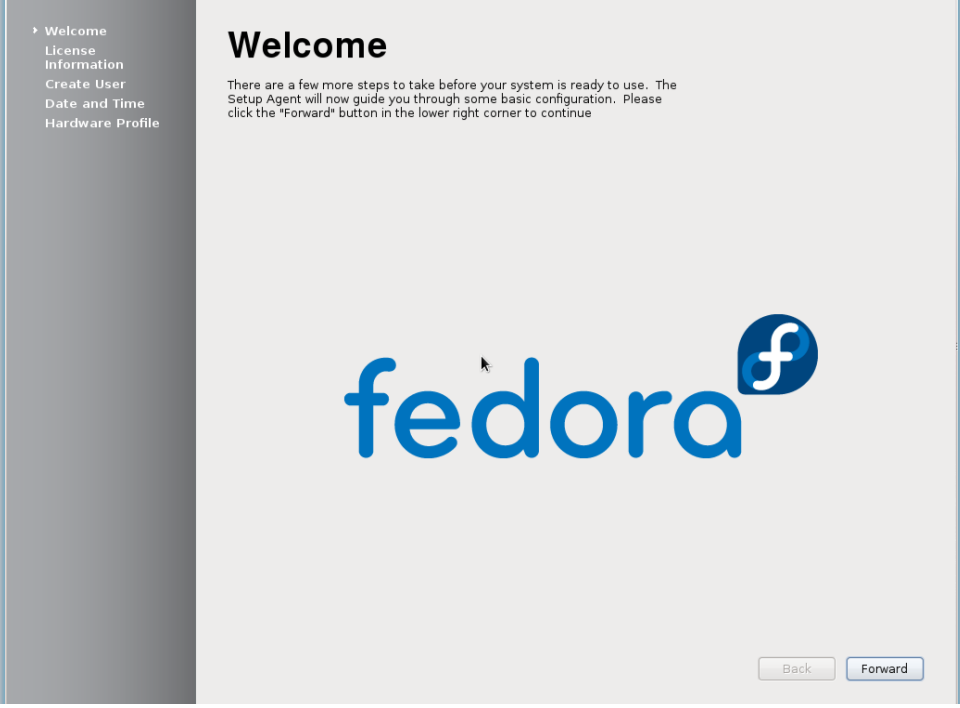 Welcome
License
Information
Create User
Date and Time
Hardware Profile
Welcome
There are a few more steps to take before your system is ready to use.  The
Setup Agent will now guide you through some basic configuration.  Please
click the "Forward" button in the lower right corner to continue
fedora
Back
Forward